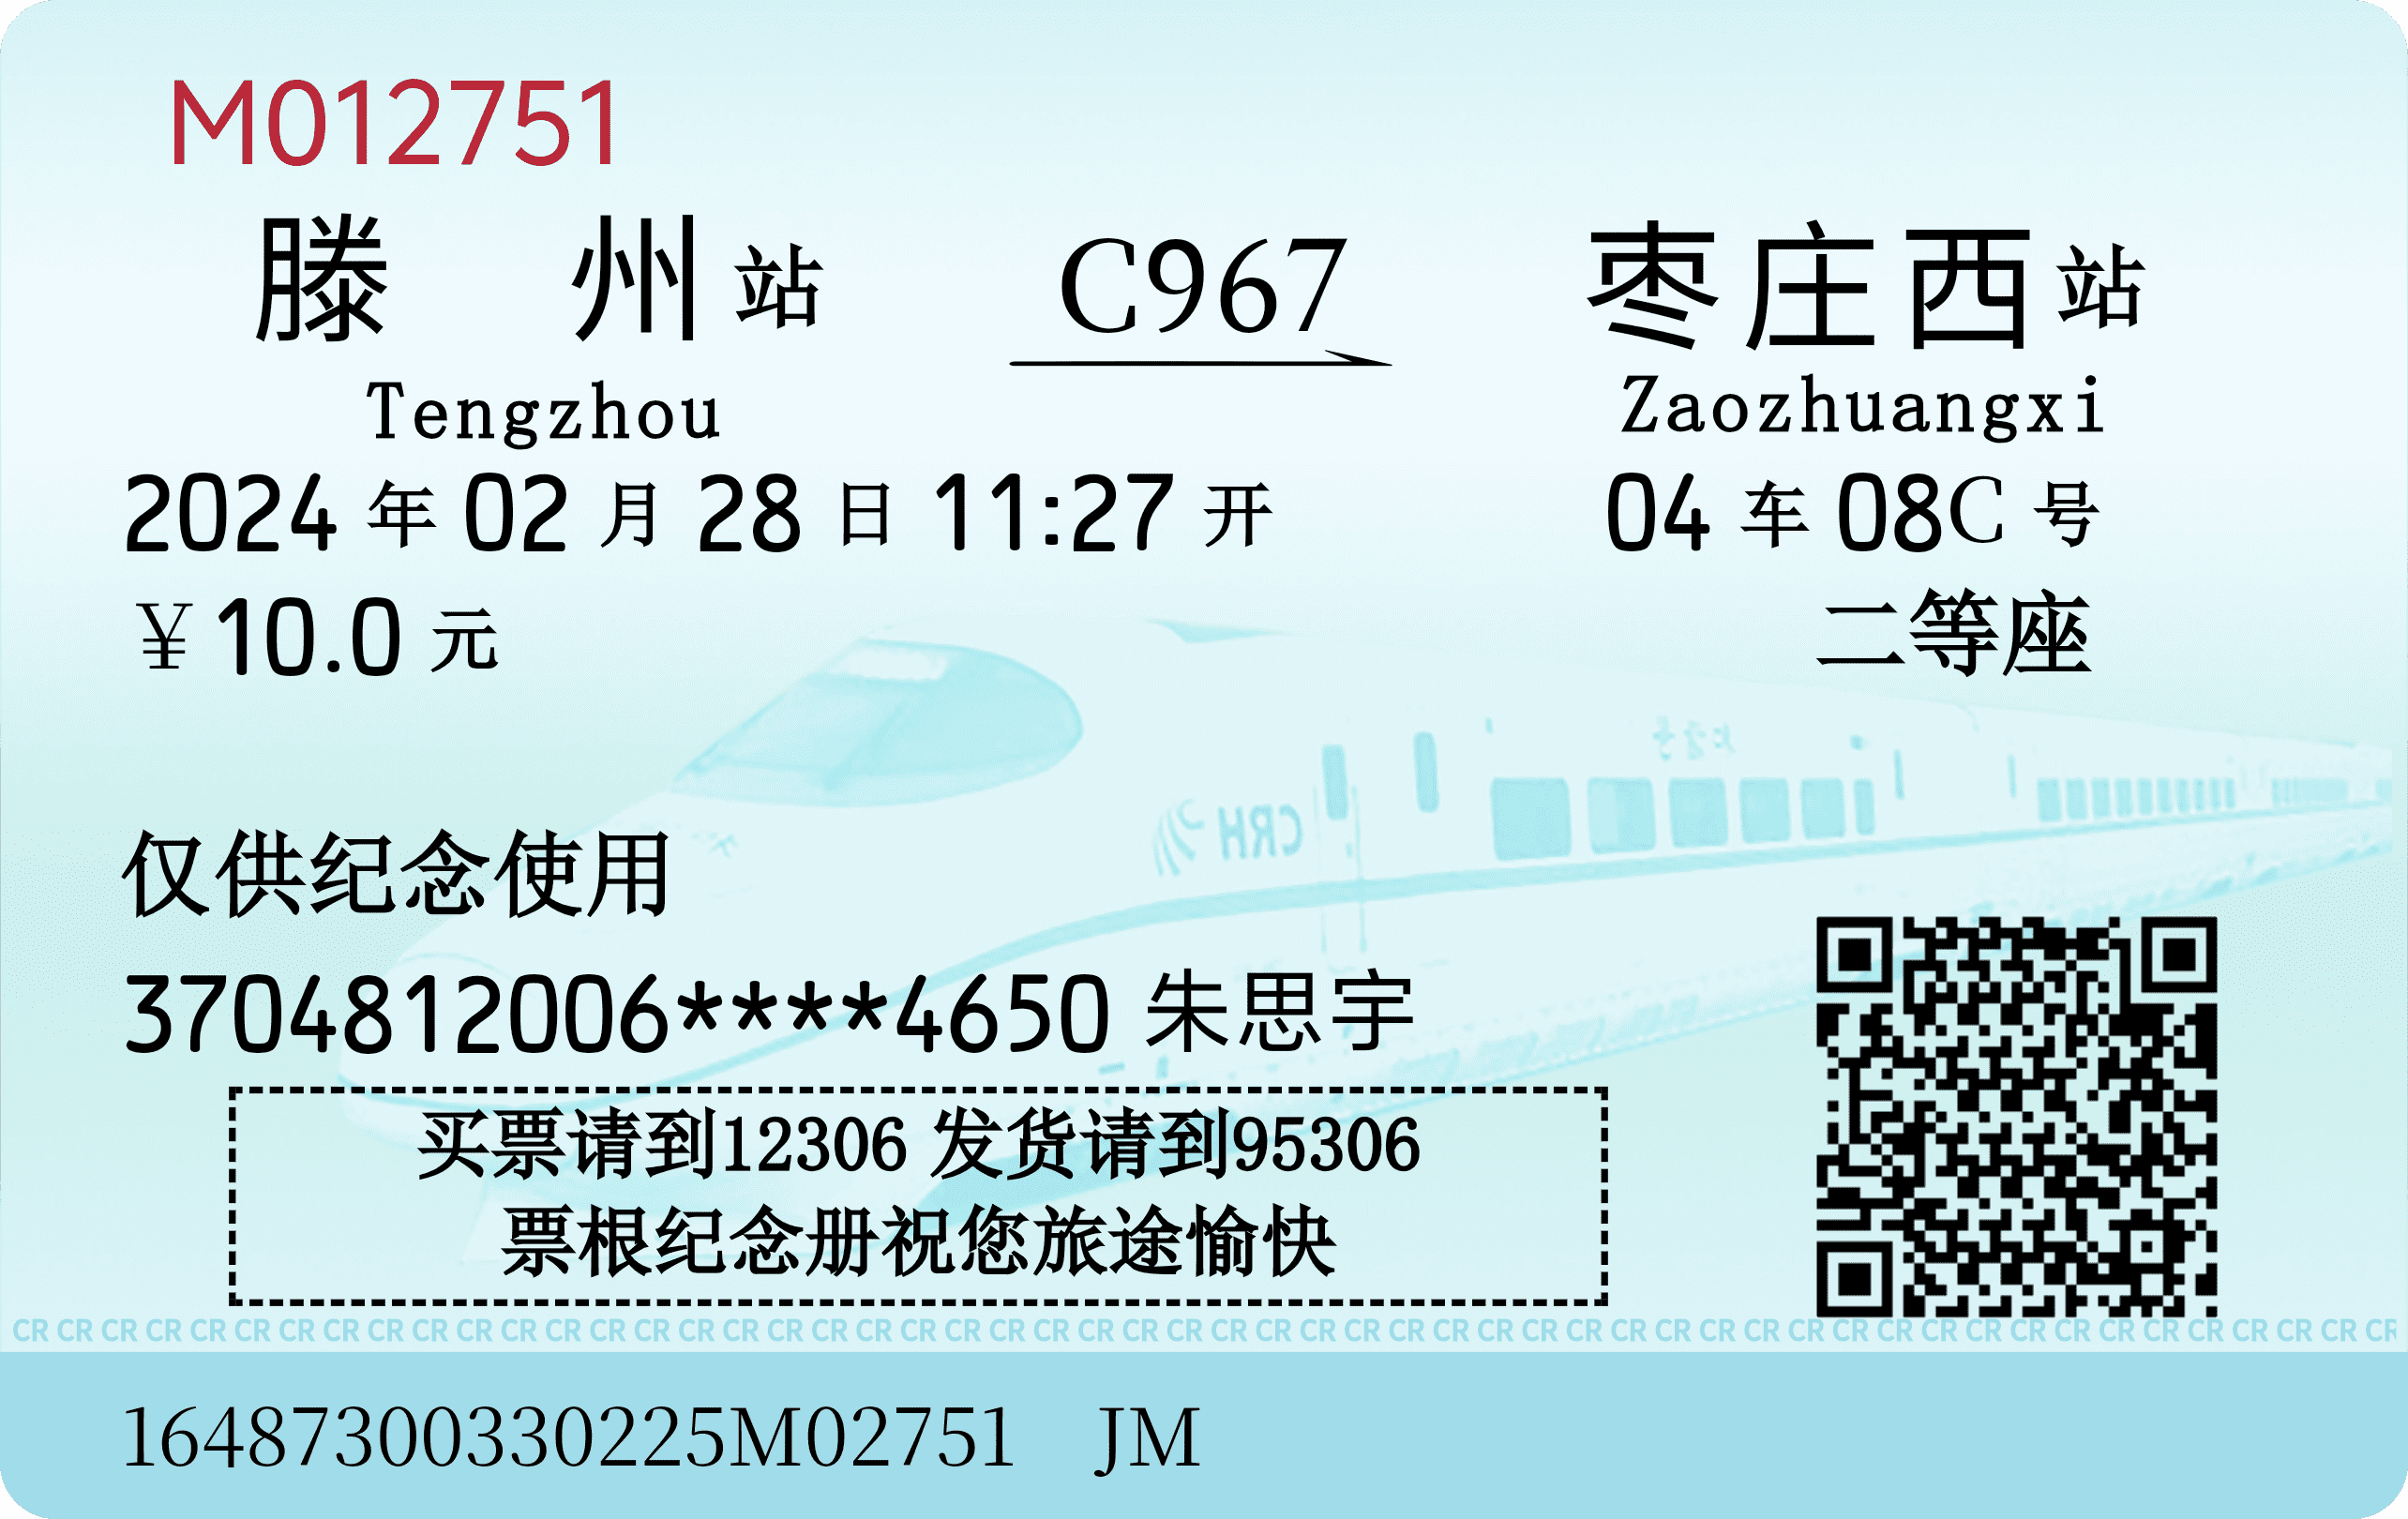 M012751
滕州站 C967 枣庄西站
Tengzhou Zaozhuangxi
2024年02月28日11:27开 04车08C号
¥10.0元 二等座
CRH
仅供纪念使用
3704812006****4650 朱思宇
买票请到12306 发货请到95306
票根纪念册祝您旅途愉快
CR CR CR CR CR CR CR CR CR CR CR CR CR CR CR CR CR CR CR CR CR CR CR CR CR CR CR CR CR CR CR CR CR CR CR CR CR CR CR CR CR CR CR CR CR CR CR CR CR CR CR CR CR CR
16487300330225M02751 JM